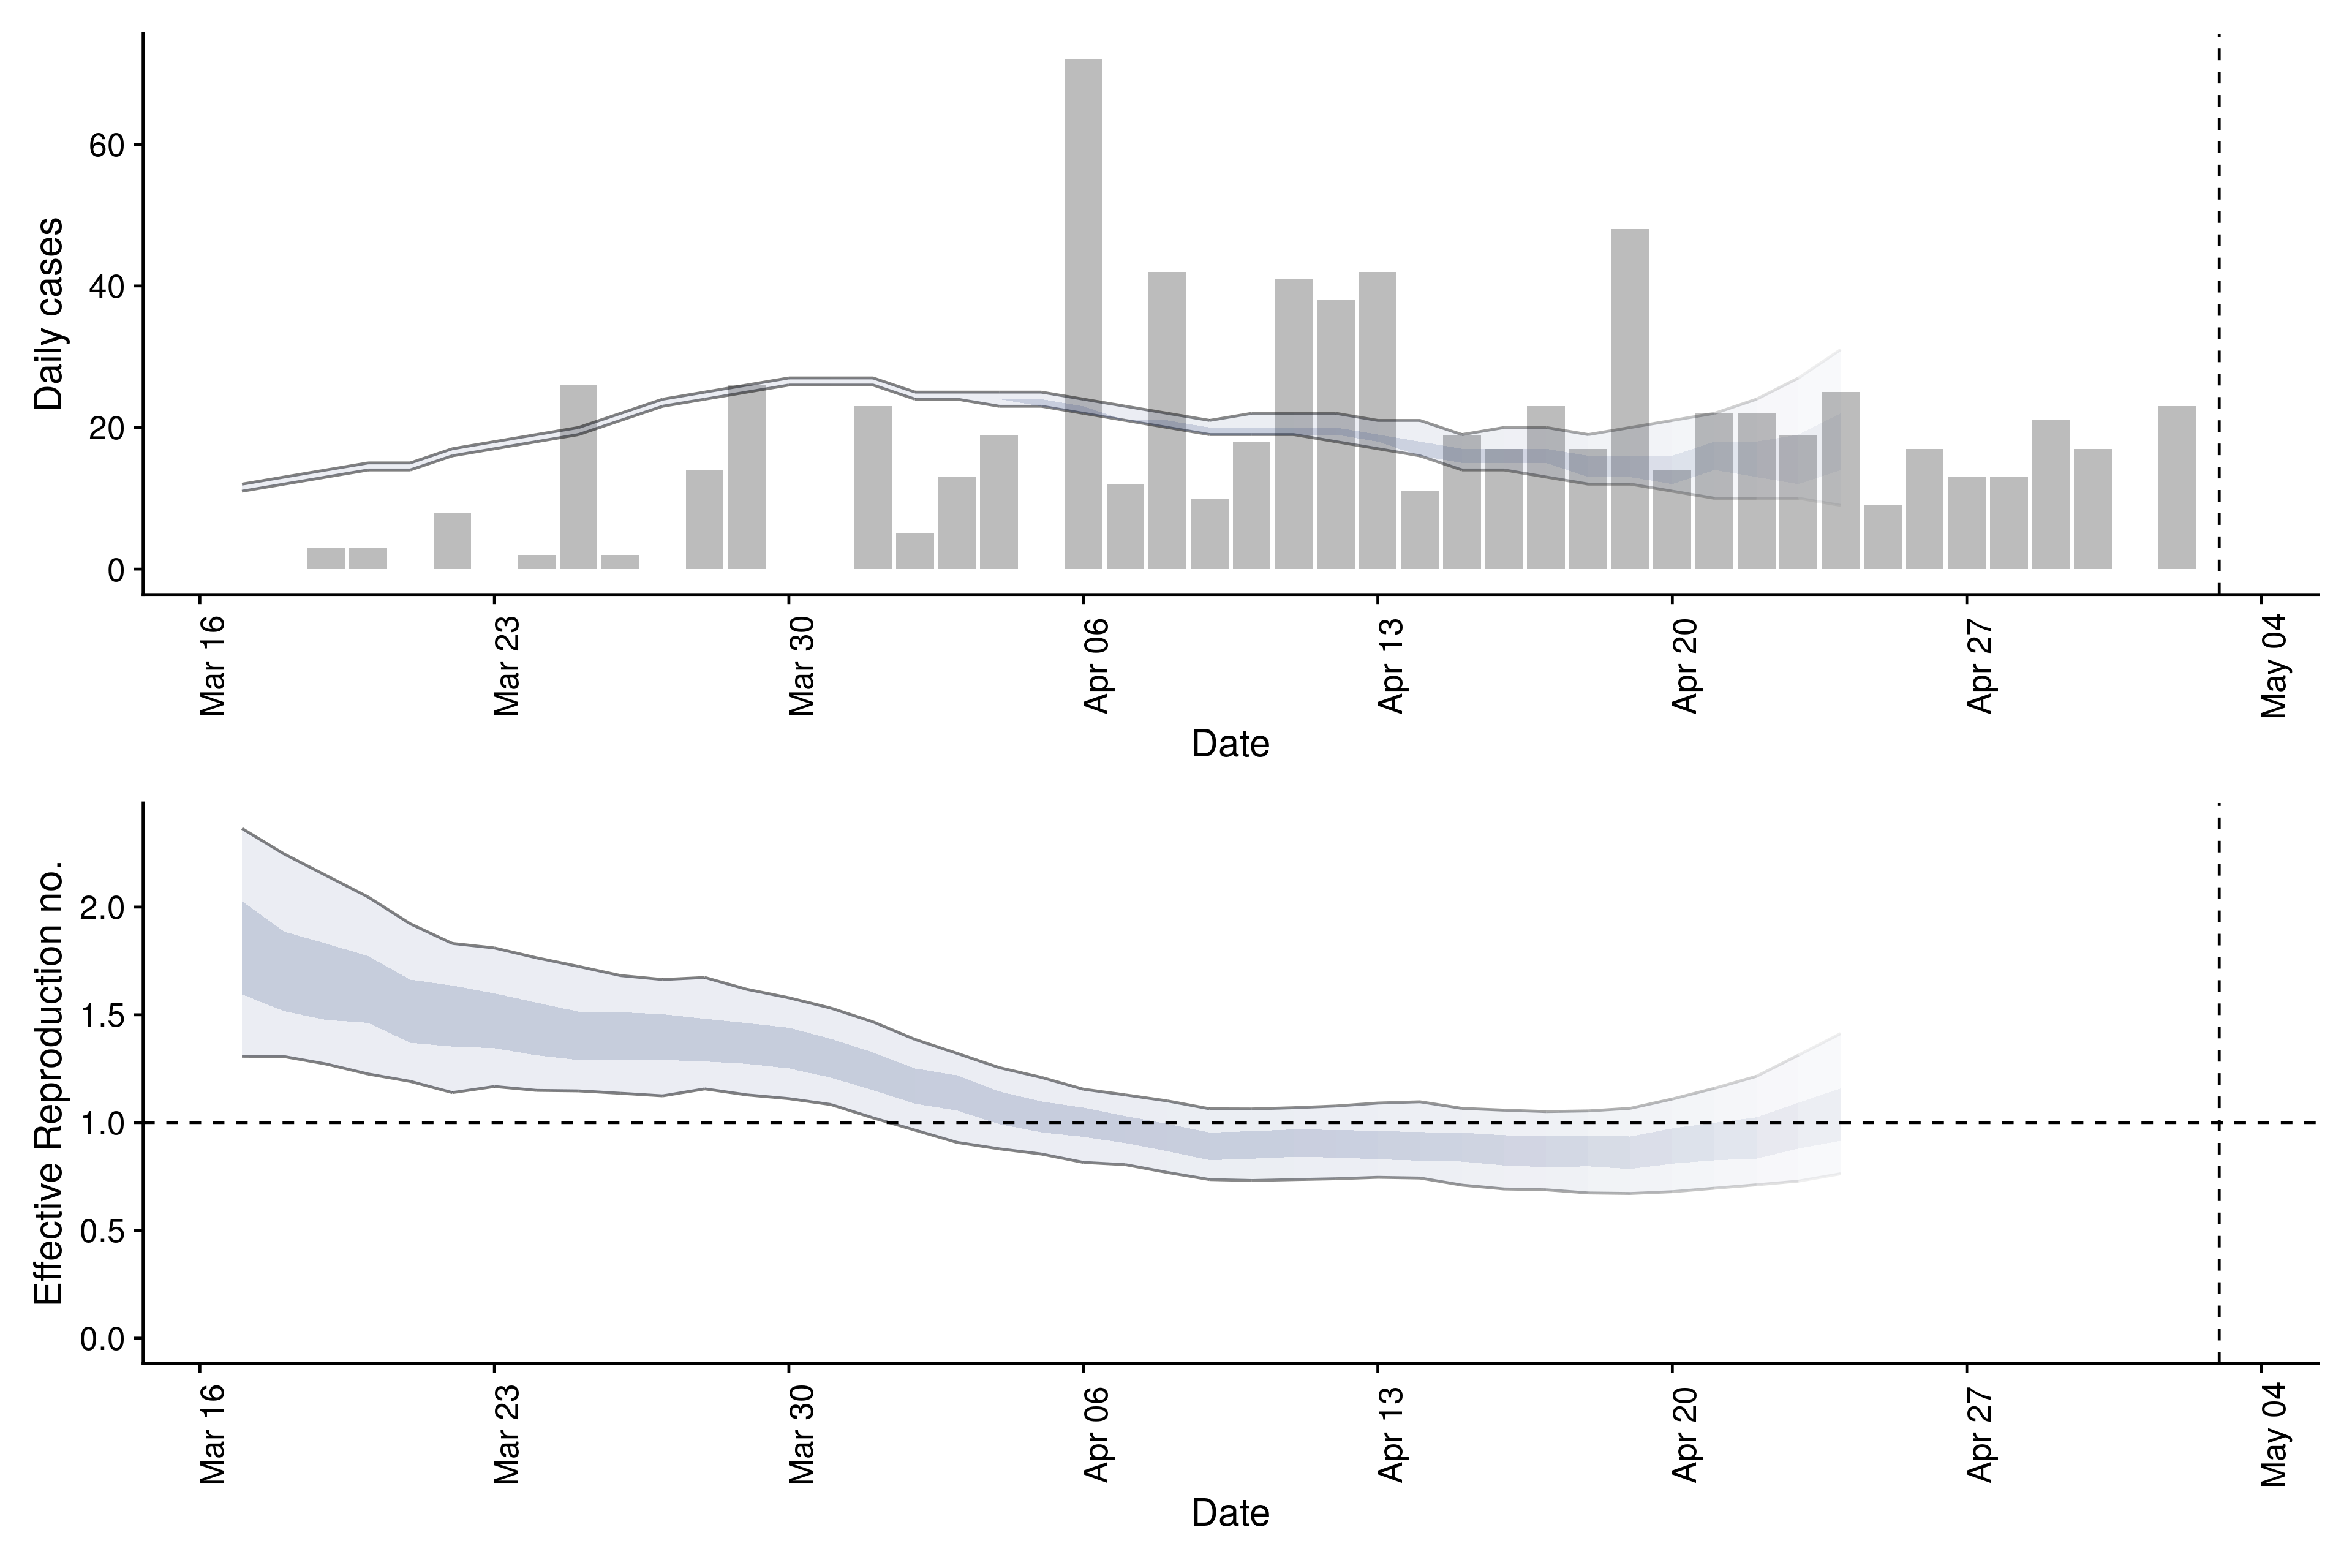 Daily cases
60
40
20
0
Mar 16
Mar 23
Mar 30
Apr 06
Apr 13
Apr 20
Apr 27
May 04
Date
Effective Reproduction no.
2.0
1.5
1.0
0.5
0.0
Mar 16
Mar 23
Mar 30
Apr 06
Apr 13
Apr 20
Apr 27
May 04
Date